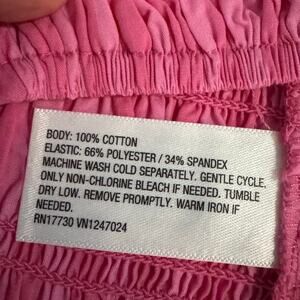 BODY: 100% COTTON
ELASTIC: 66% POLYESTER / 34% SPANDEX
MACHINE WASH COLD SEPARATELY. GENTLE CYCLE.
ONLY NON-CHLORINE BLEACH IF NEEDED. TUMBLE
DRY LOW. REMOVE PROMPTLY. WARM IRON IF
NEEDED.
RN17730 VN1247024